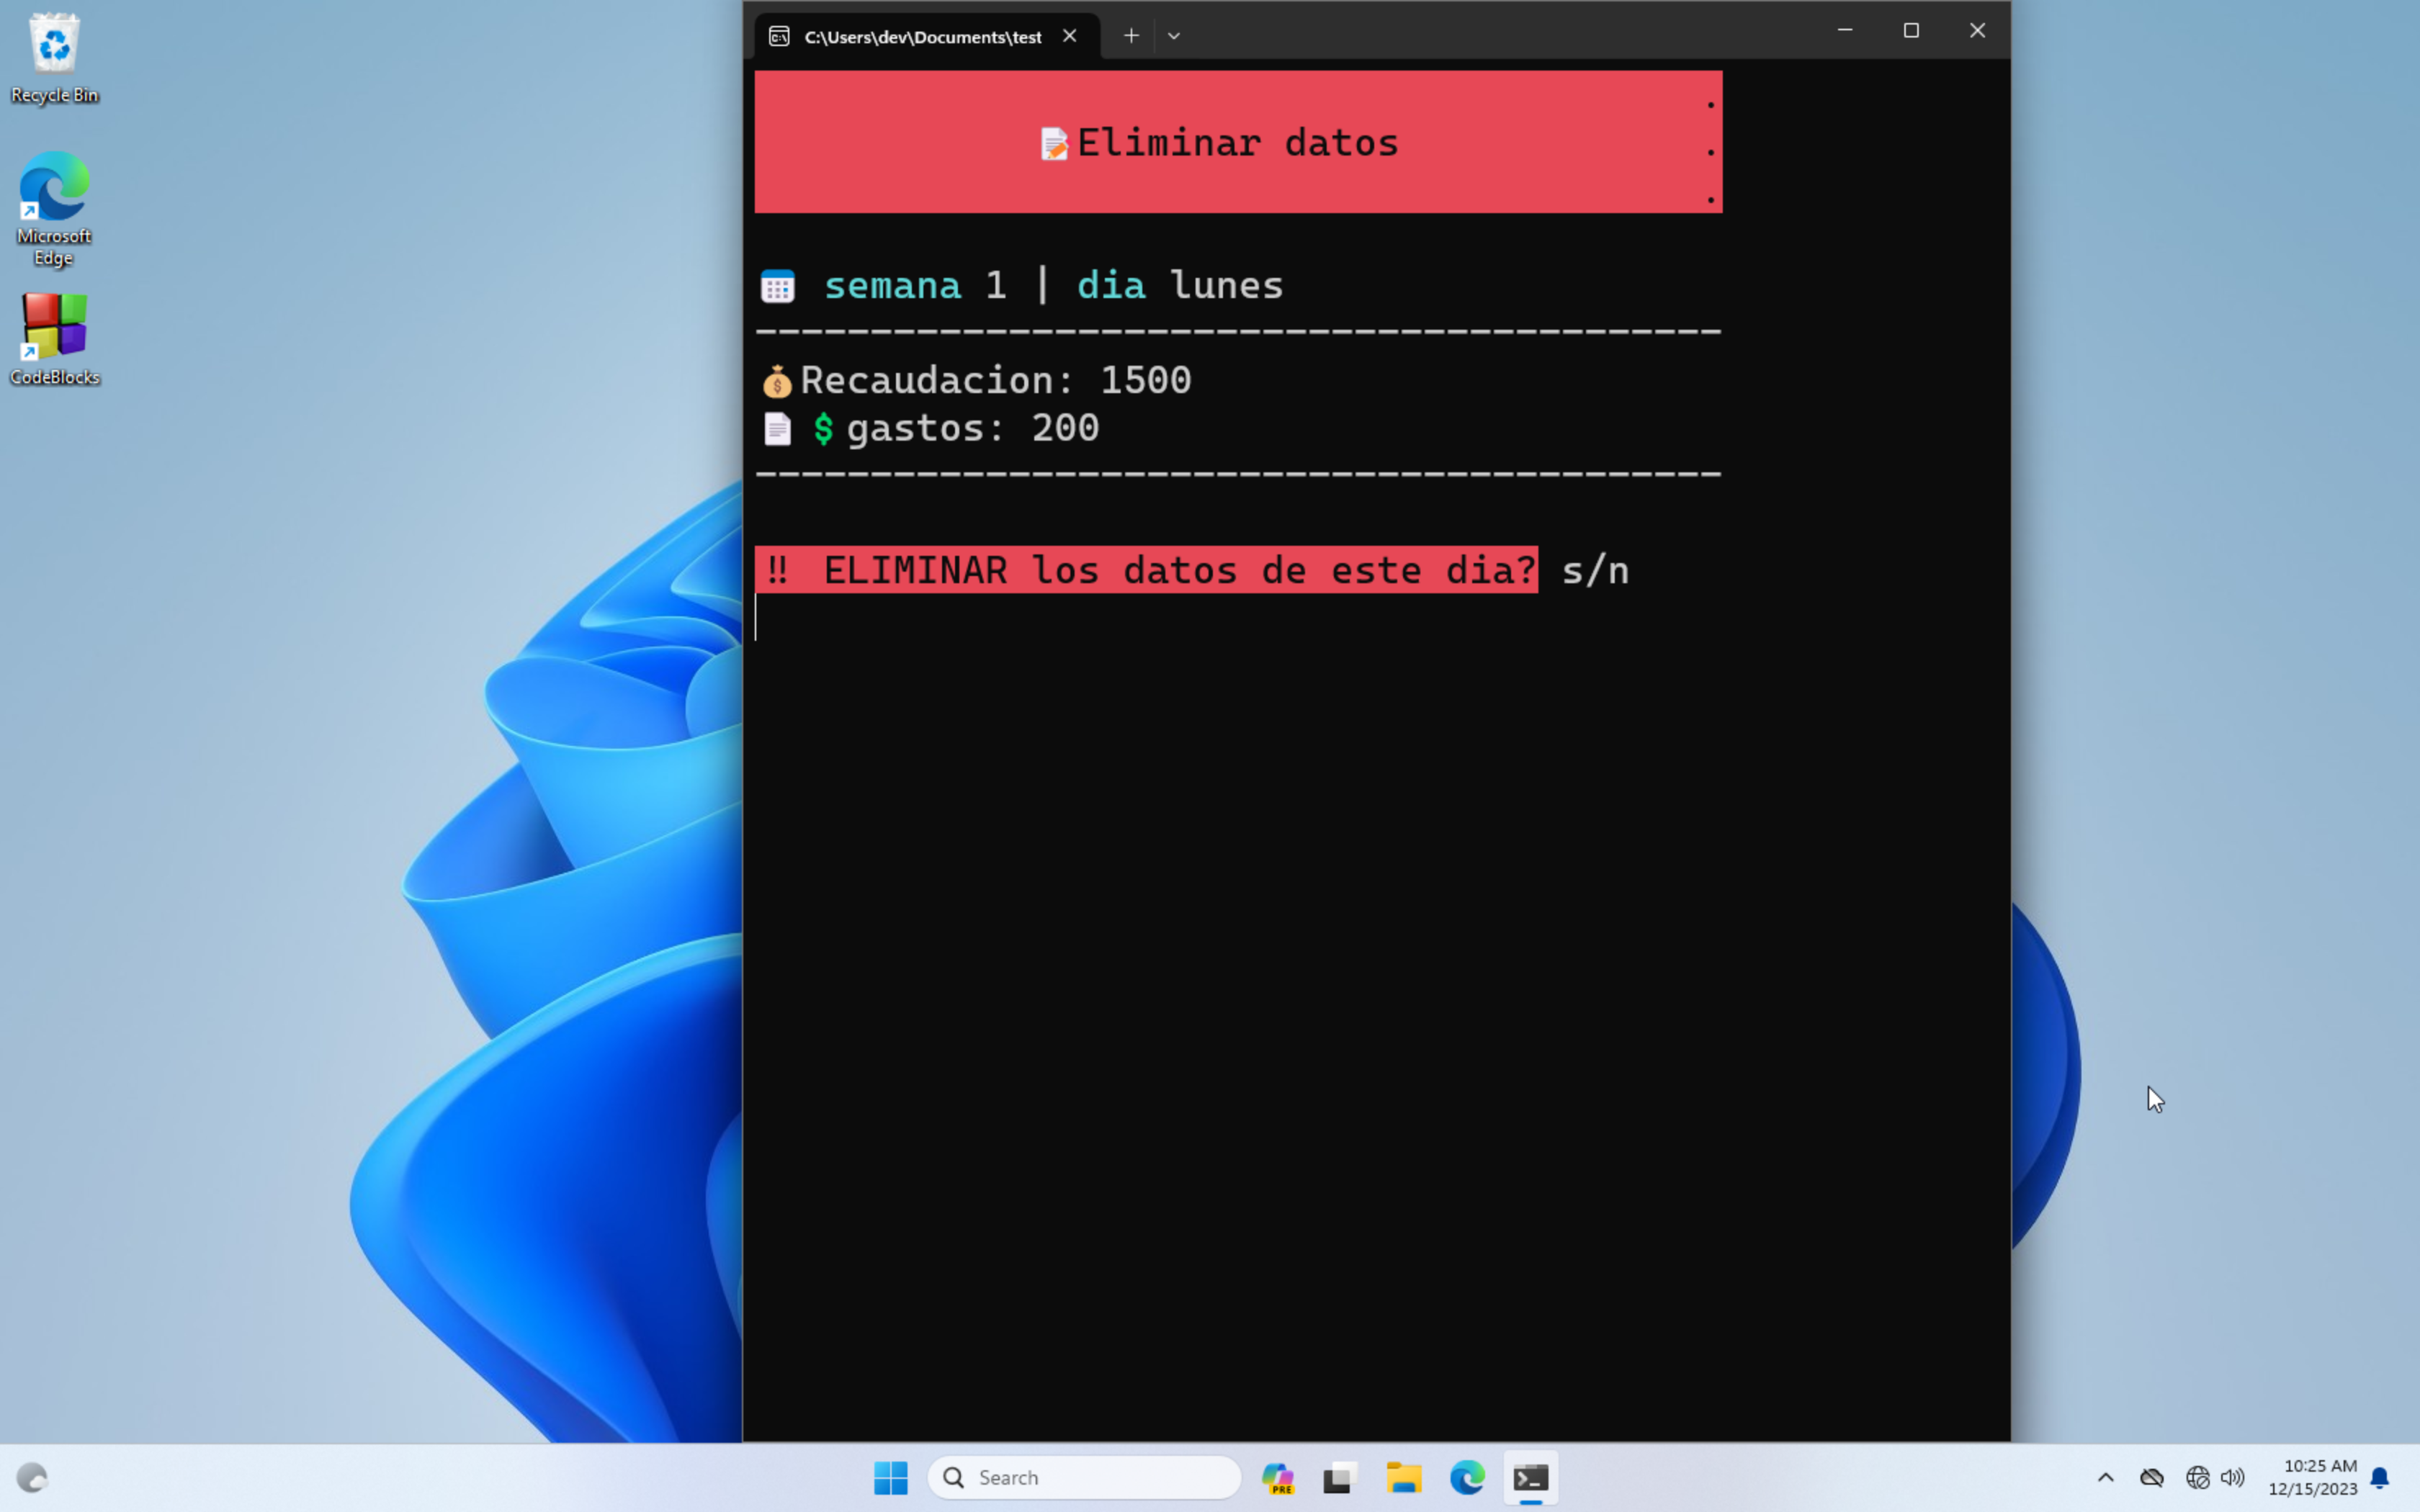 Recycle Bin
Microsoft
Edge
CodeBlocks
C:\Users\dev\Documents\test
.
📝Eliminar datos .
.
semana 1 | dia lunes
------------------------------------------
💰Recaudacion: 1500
📄 $ gastos: 200
------------------------------------------
‼ ELIMINAR los datos de este dia? s/n
Search
PRE
10:25 AM
12/15/2023